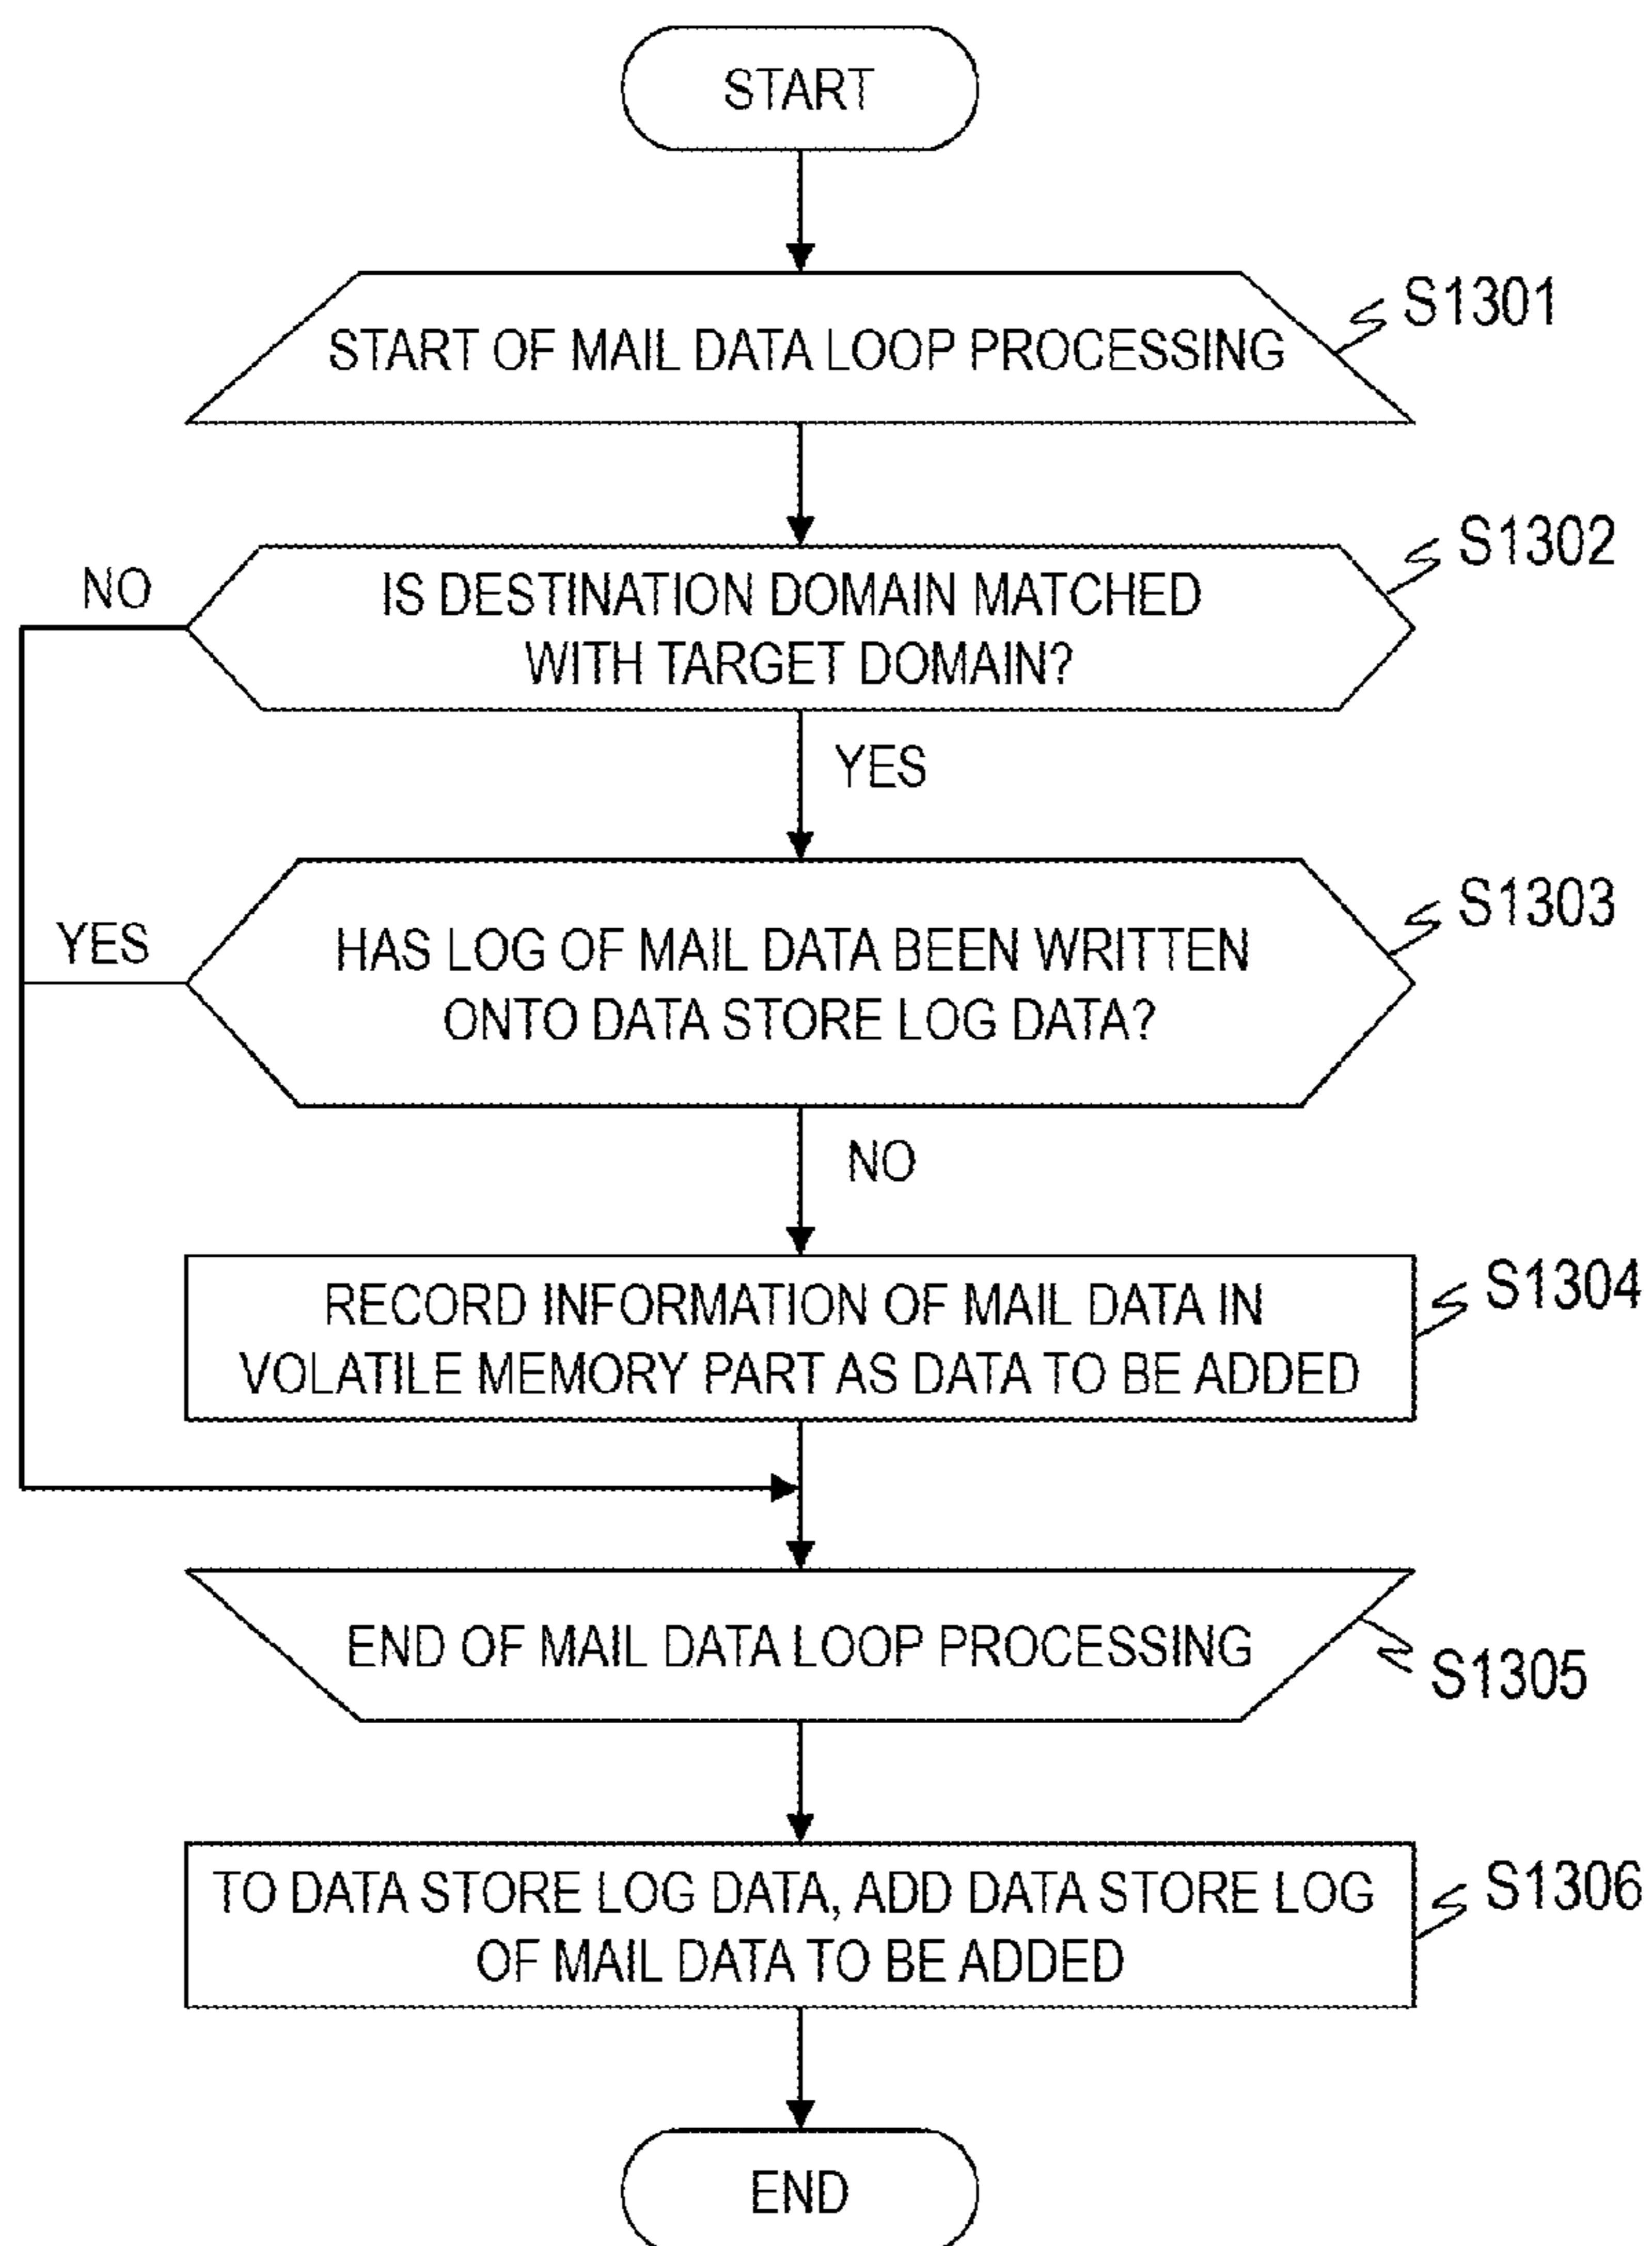 START
START OF MAIL DATA LOOP PROCESSING
S1301
S1302
NO
IS DESTINATION DOMAIN MATCHED
WITH TARGET DOMAIN?
YES
S1303
YES
HAS LOG OF MAIL DATA BEEN WRITTEN
ONTO DATA STORE LOG DATA?
NO
S1304
RECORD INFORMATION OF MAIL DATA IN
VOLATILE MEMORY PART AS DATA TO BE ADDED
END OF MAIL DATA LOOP PROCESSING
S1305
TO DATA STORE LOG DATA, ADD DATA STORE LOG
OF MAIL DATA TO BE ADDED
S1306
END